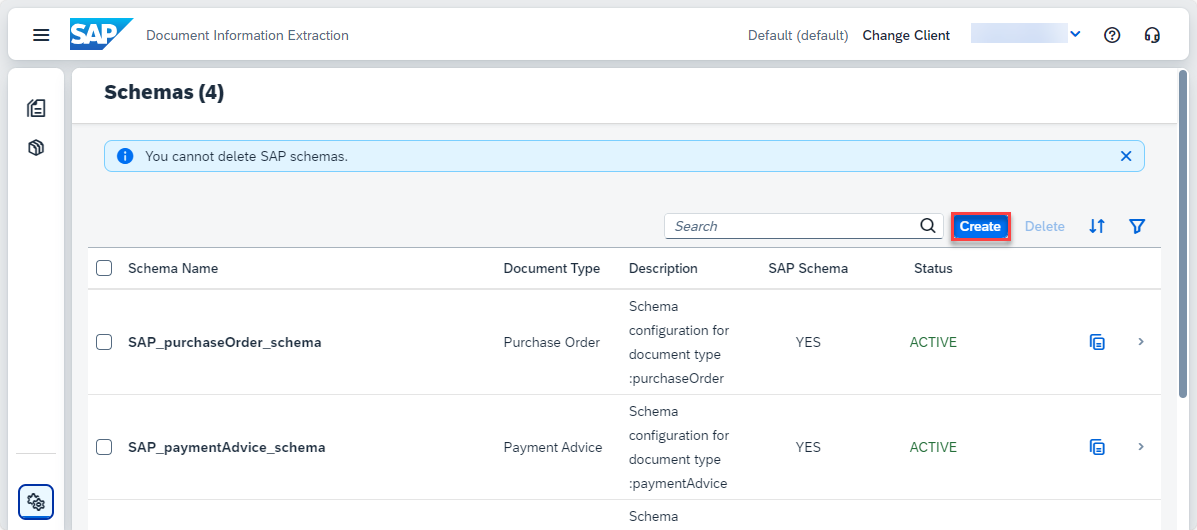 SAP Document Information Extraction Default (default) Change Client
Schemas (4)
You cannot delete SAP schemas.
Search Create Delete
Schema Name Document Type Description SAP Schema Status
Schema
configuration for
SAP_purchaseOrder_schema Purchase Order document type YES ACTIVE
:purchaseOrder
Schema
configuration for
SAP_paymentAdvice_schema Payment Advice document type YES ACTIVE
:paymentAdvice
Schema